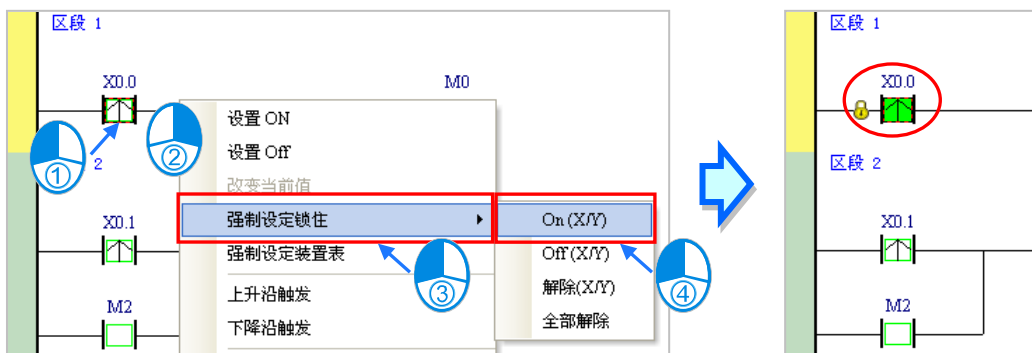 区段 1
X0.0
M0
①
②
2
设置 ON
设置 Off
改变当前值
强制设定锁住
强制设定装置表
上升沿触发
下降沿触发
On (X/Y)
Off (X/Y)
解除(X/Y)
全部解除
③
④
X0.1
M2
区段 1
X0.0
区段 2
X0.1
M2